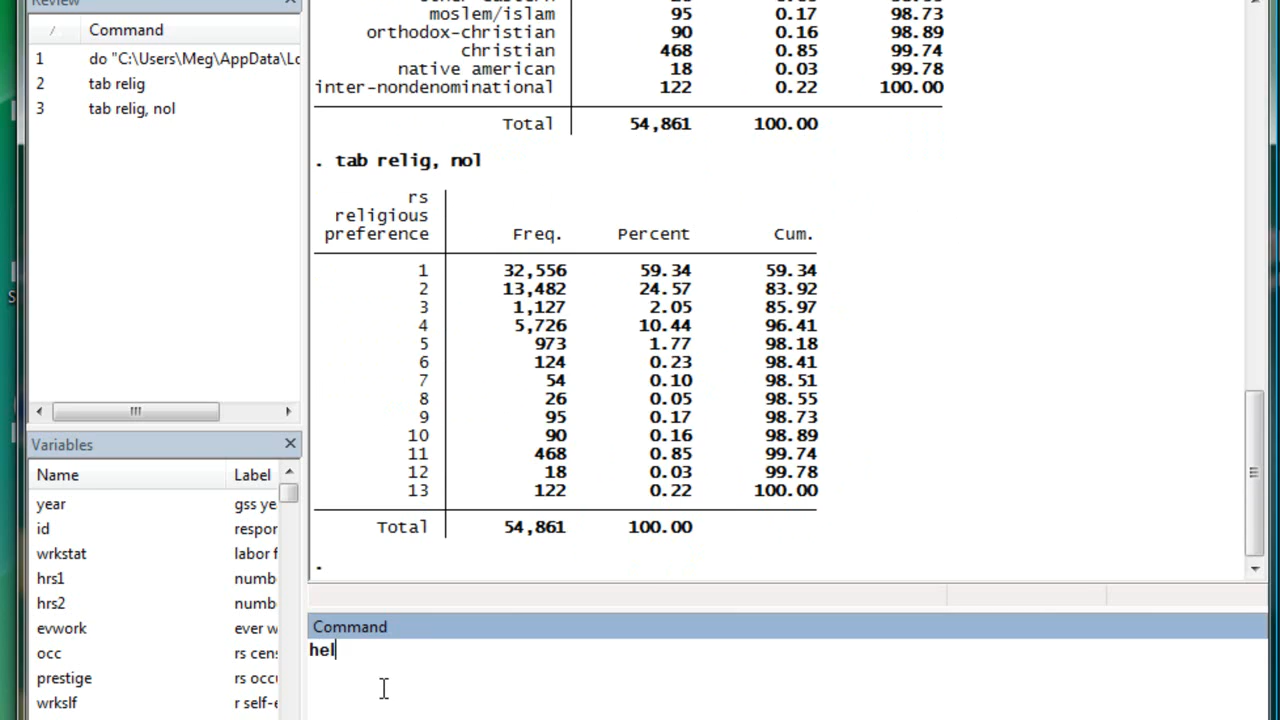 Review
Command
1 do "C:\Users\Meg\AppData\Lo
2 tab relig
3 tab relig, nol
Variables
Name Label
year gss ye
id respor
wrkstat labor f
hrs1 numb
hrs2 numb
evwork ever w
occ rs cens
prestige rs occu
wrkslf r self-e
moslem/islam 95 0.17 98.73
orthodox-christian 90 0.16 98.89
christian 468 0.85 99.74
native american 18 0.03 99.78
inter-nondenominational 122 0.22 100.00
Total 54,861 100.00
. tab relig, nol
rs
religious
preference Freq. Percent Cum.
1 32,556 59.34 59.34
2 13,482 24.57 83.92
3 1,127 2.05 85.97
4 5,726 10.44 96.41
5 973 1.77 98.18
6 124 0.23 98.41
7 54 0.10 98.51
8 26 0.05 98.55
9 95 0.17 98.73
10 90 0.16 98.89
11 468 0.85 99.74
12 18 0.03 99.78
13 122 0.22 100.00
Total 54,861 100.00
.
Command
hel